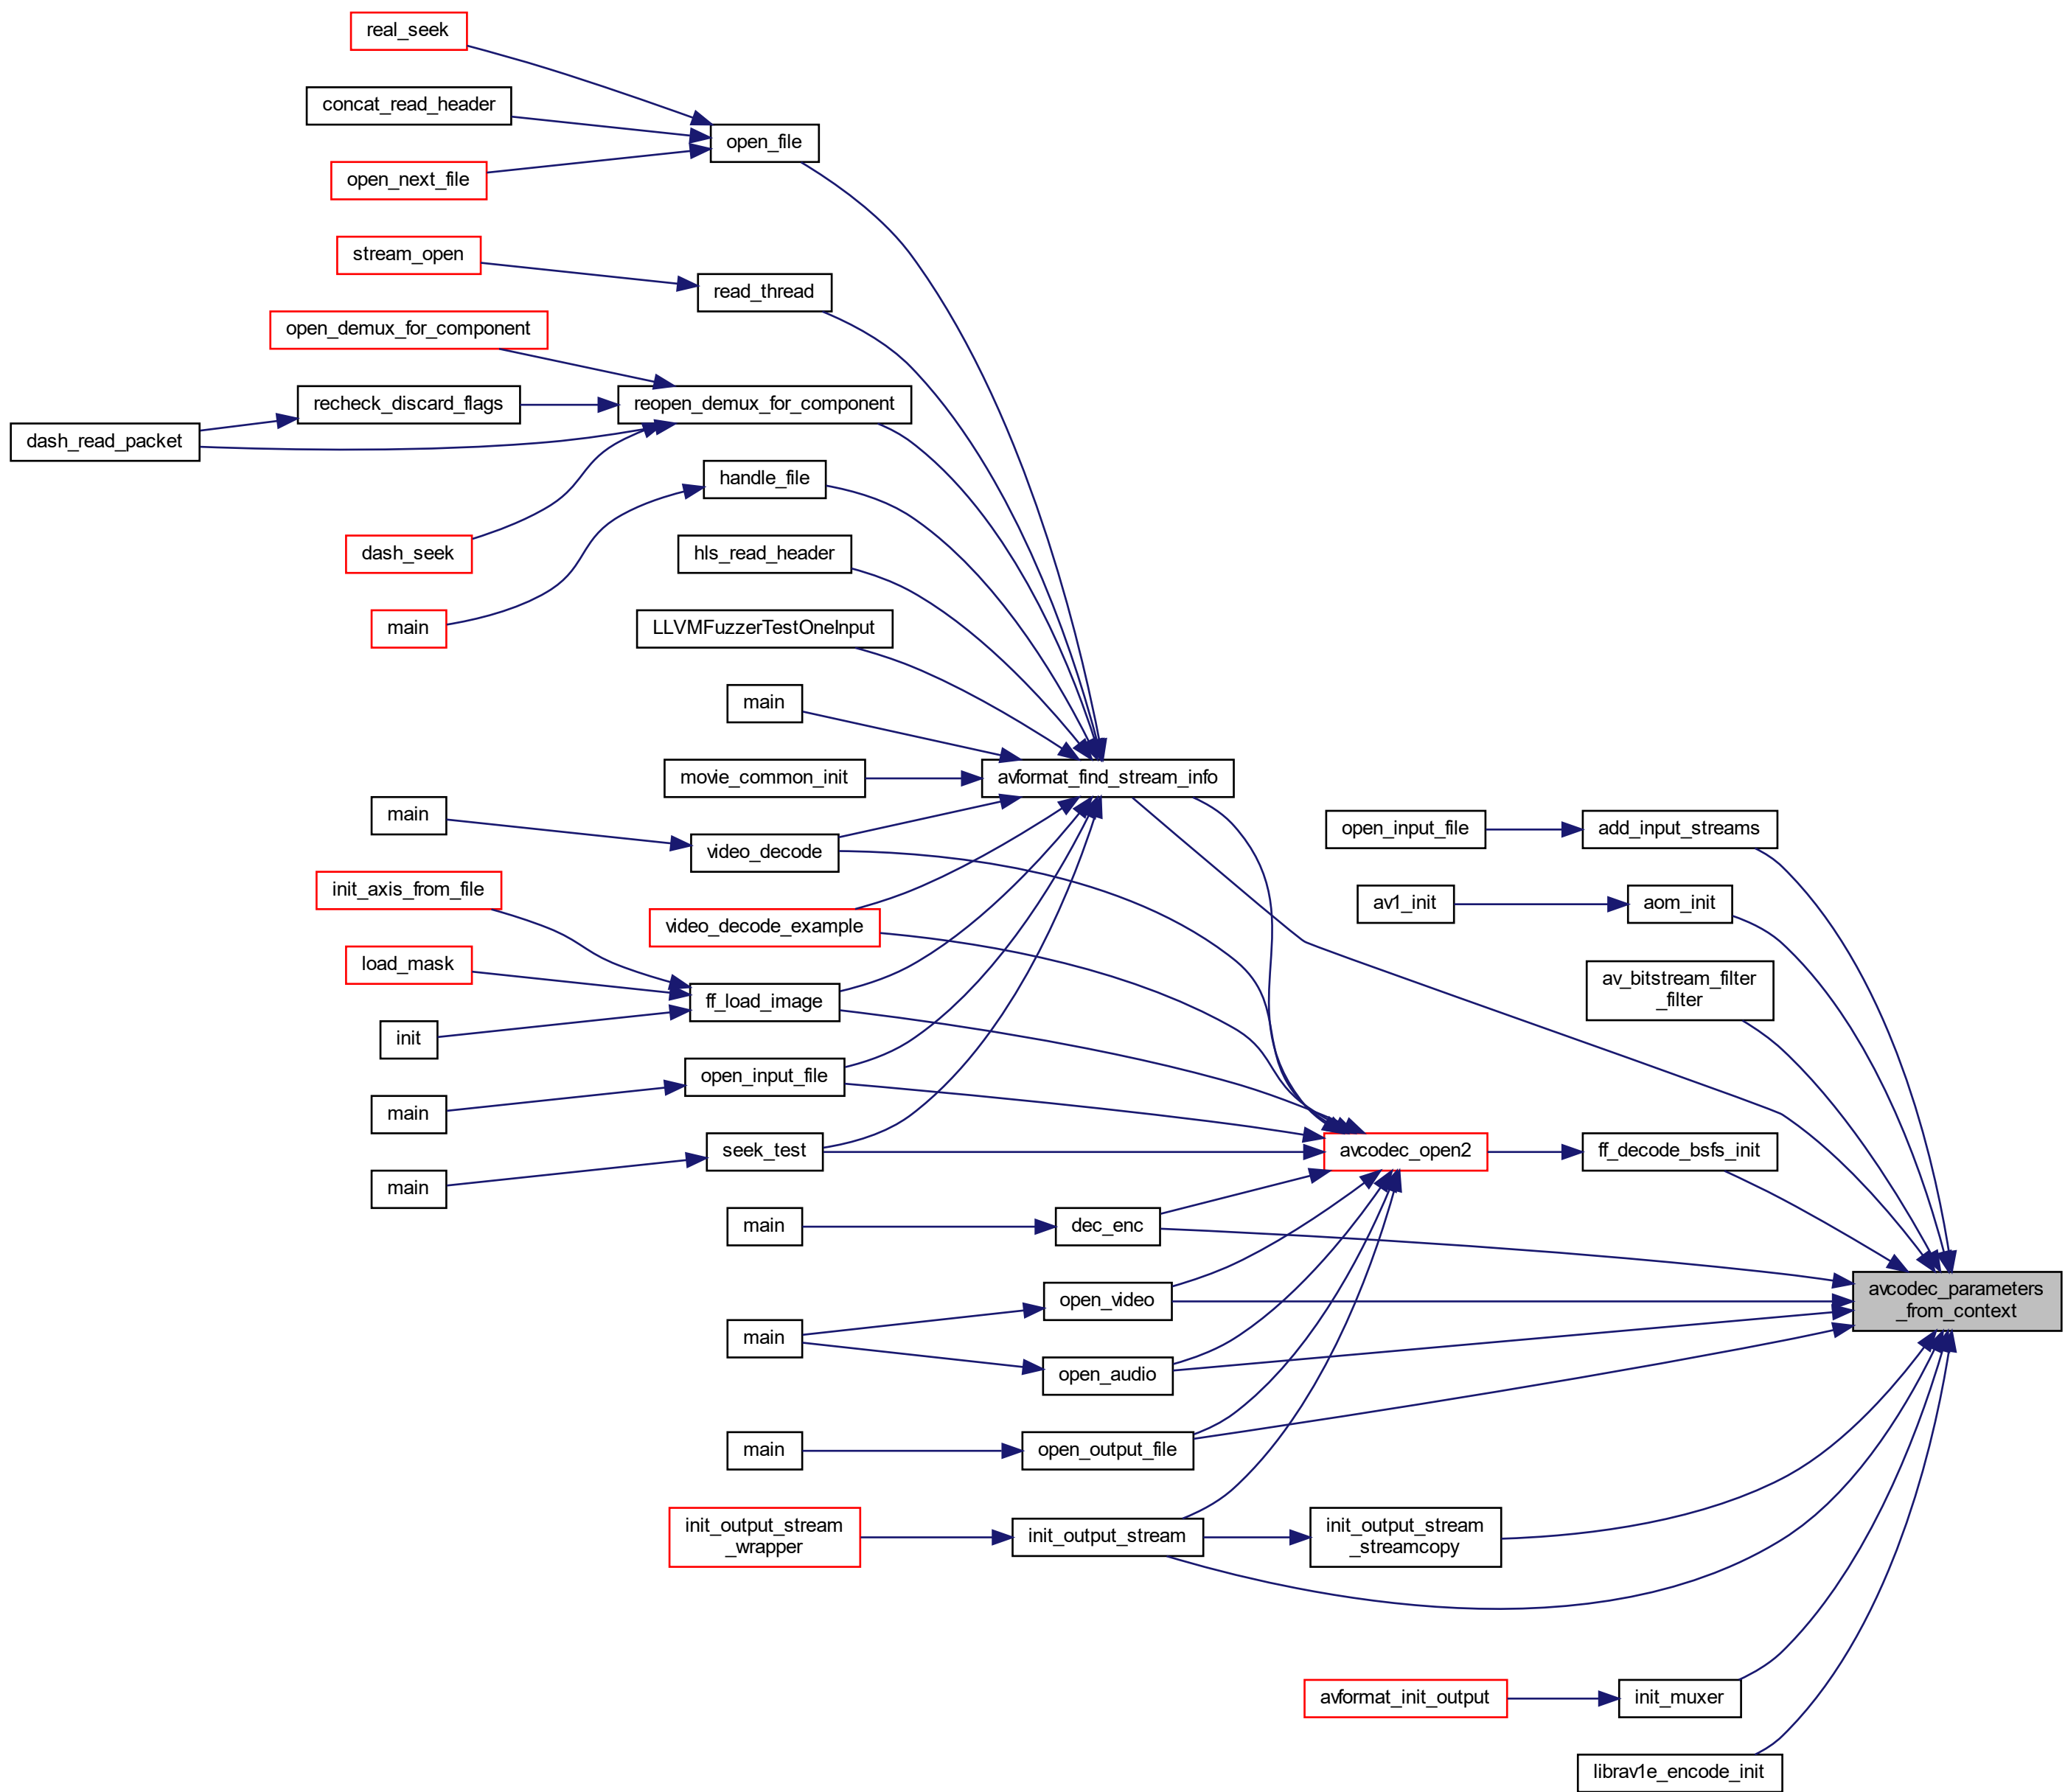 real_seek
concat_read_header
open_file
open_next_file
stream_open
read_thread
open_demux_for_component
recheck_discard_flags
reopen_demux_for_component
dash_read_packet
handle_file
dash_seek
hls_read_header
main
LLVMFuzzerTestOneInput
main
movie_common_init
avformat_find_stream_info
main
video_decode
open_input_file
add_input_streams
init_axis_from_file
video_decode_example
av1_init
aom_init
load_mask
ff_load_image
av_bitstream_filter
_filter
init
open_input_file
main
seek_test
avcodec_open2
ff_decode_bsfs_init
main
main
dec_enc
open_video
avcodec_parameters
_from_context
main
open_audio
main
open_output_file
init_output_stream
_wrapper
init_output_stream
init_output_stream
_streamcopy
avformat_init_output
init_muxer
librav1e_encode_init